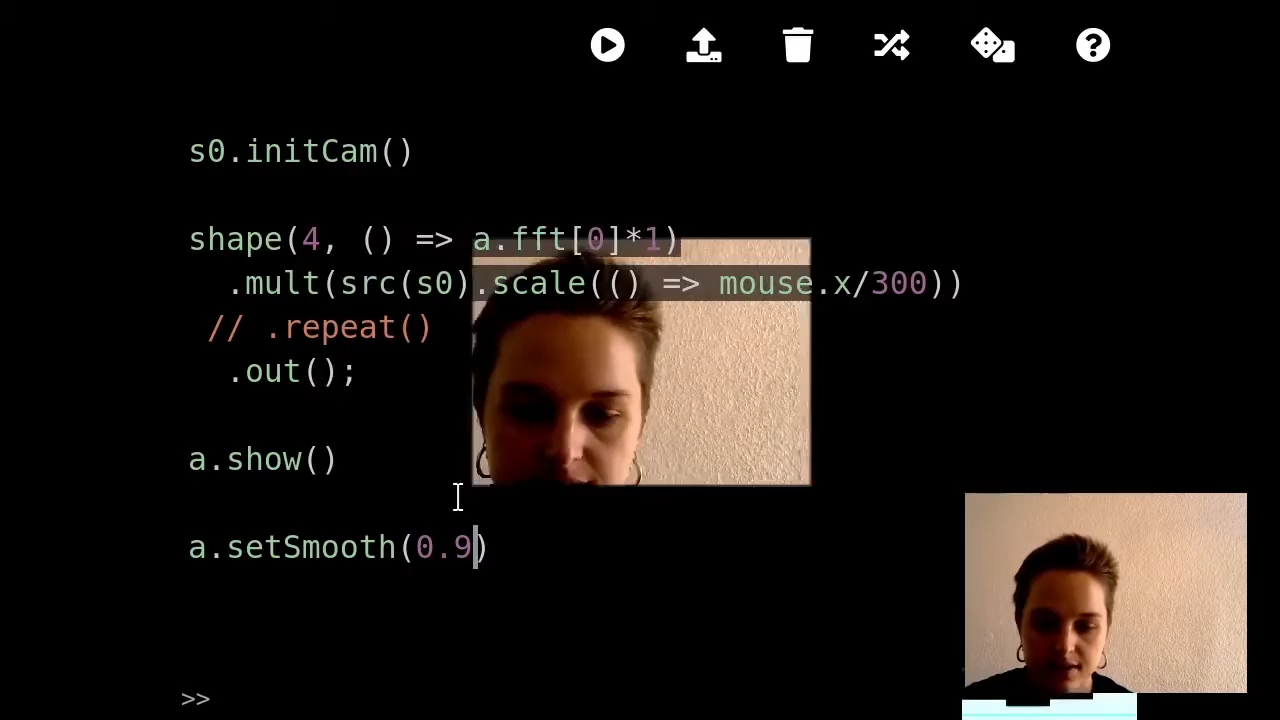 s0.initCam()
shape(4, () => a.fft[0]*1)
.mult(src(s0).scale(() => mouse.x/300))
// .repeat()
.out();
a.show()
a.setSmooth(0.9)
>>